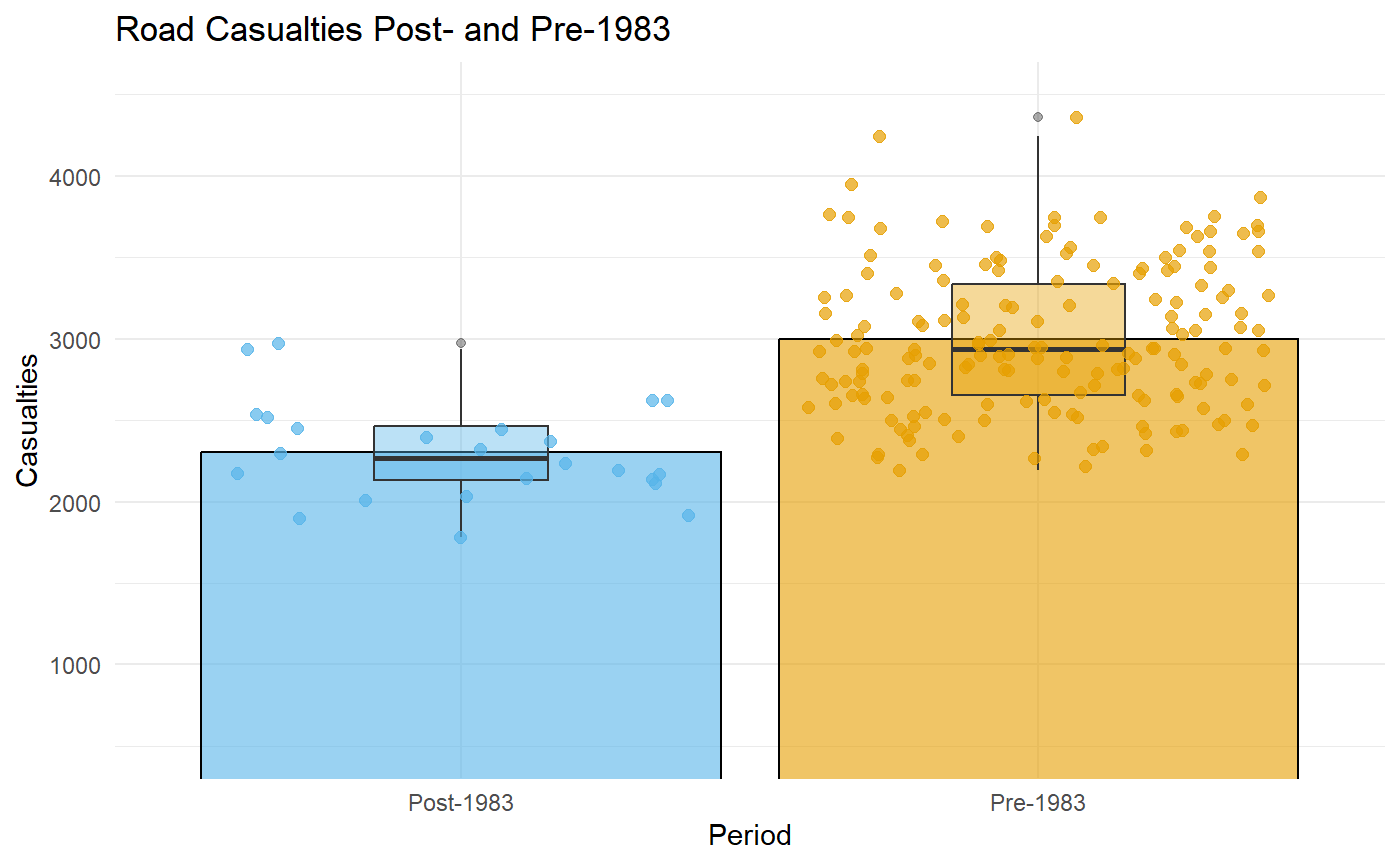 Road Casualties Post- and Pre-1983
Casualties
4000
3000
2000
1000
Post-1983
Pre-1983
Period